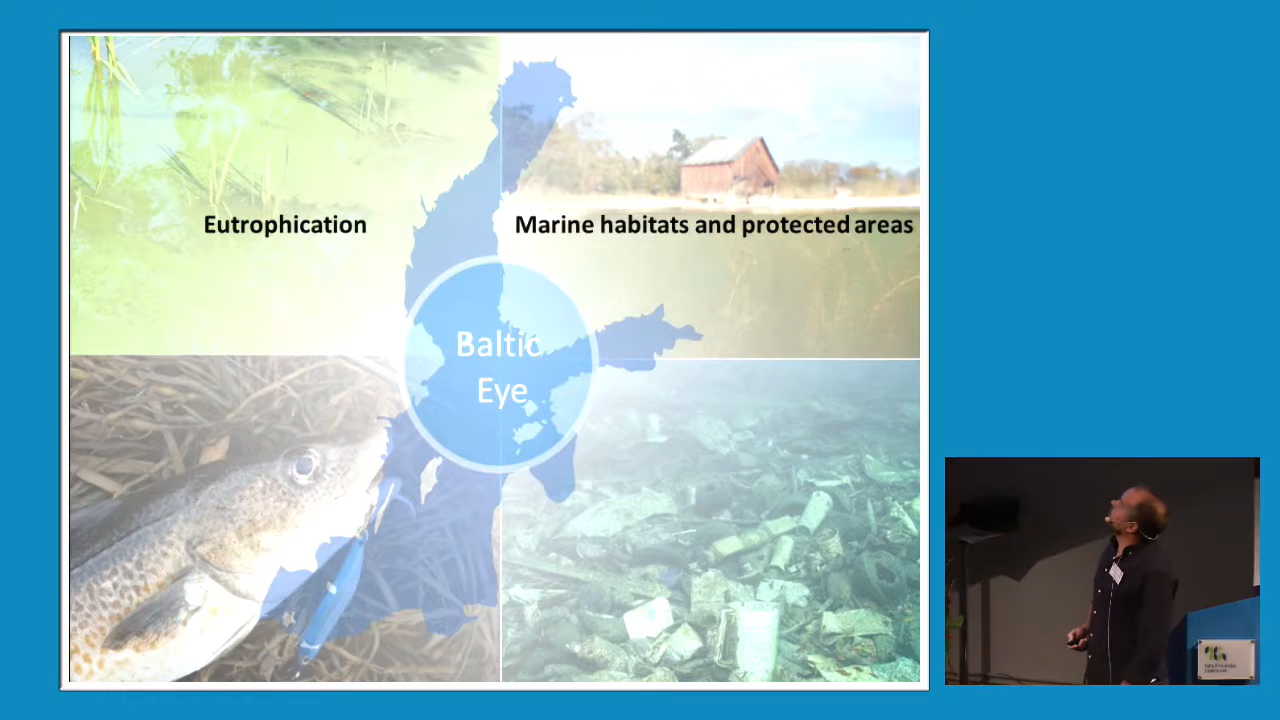 Eutrophication
Marine habitats and protected areas
Baltic
Eye